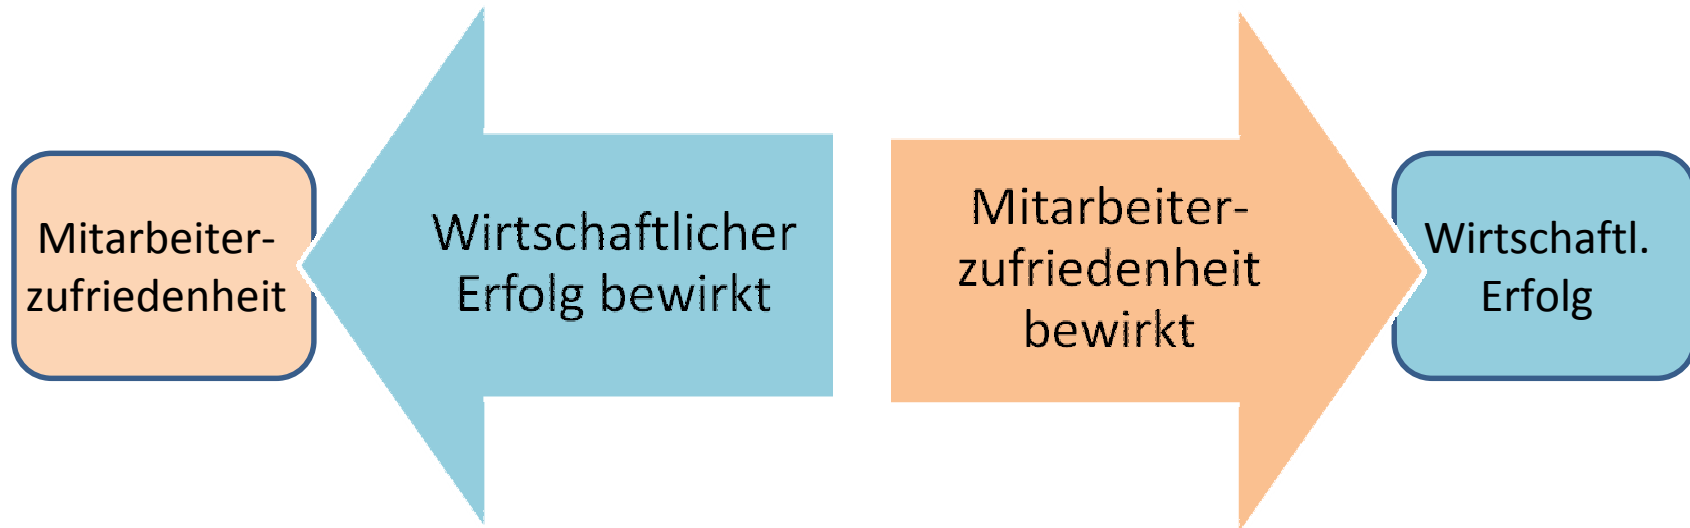 Mitarbeiter-
zufriedenheit
Wirtschaftlicher
Erfolg bewirkt
Mitarbeiter-
zufriedenheit
bewirkt
Wirtschaftl.
Erfolg